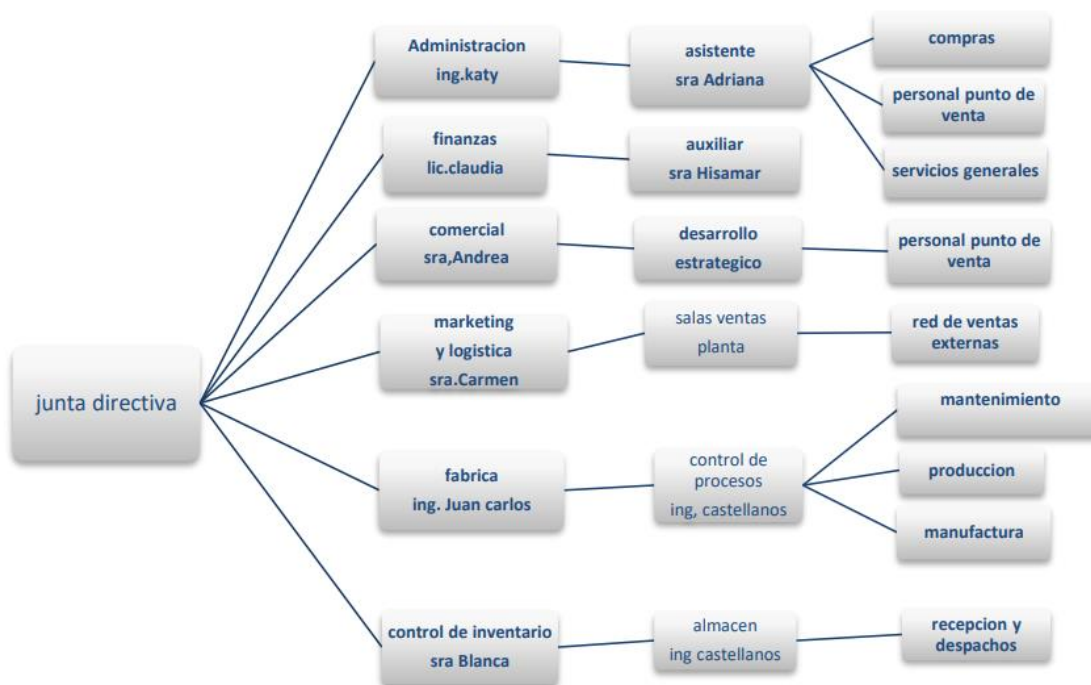 junta directiva
Administracion
ing.katy
asistente
sra Adriana
compras
personal punto de
venta
servicios generales
finanzas
lic.claudia
auxiliar
sra Hisamar
comercial
sra,Andrea
desarrollo
estrategico
personal punto de
venta
marketing
y logistica
sra.Carmen
salas ventas
planta
red de ventas
externas
fabrica
ing. Juan carlos
control de
procesos
ing, castellanos
mantenimiento
produccion
manufactura
control de inventario
sra Blanca
almacen
ing castellanos
recepcion y
despachos